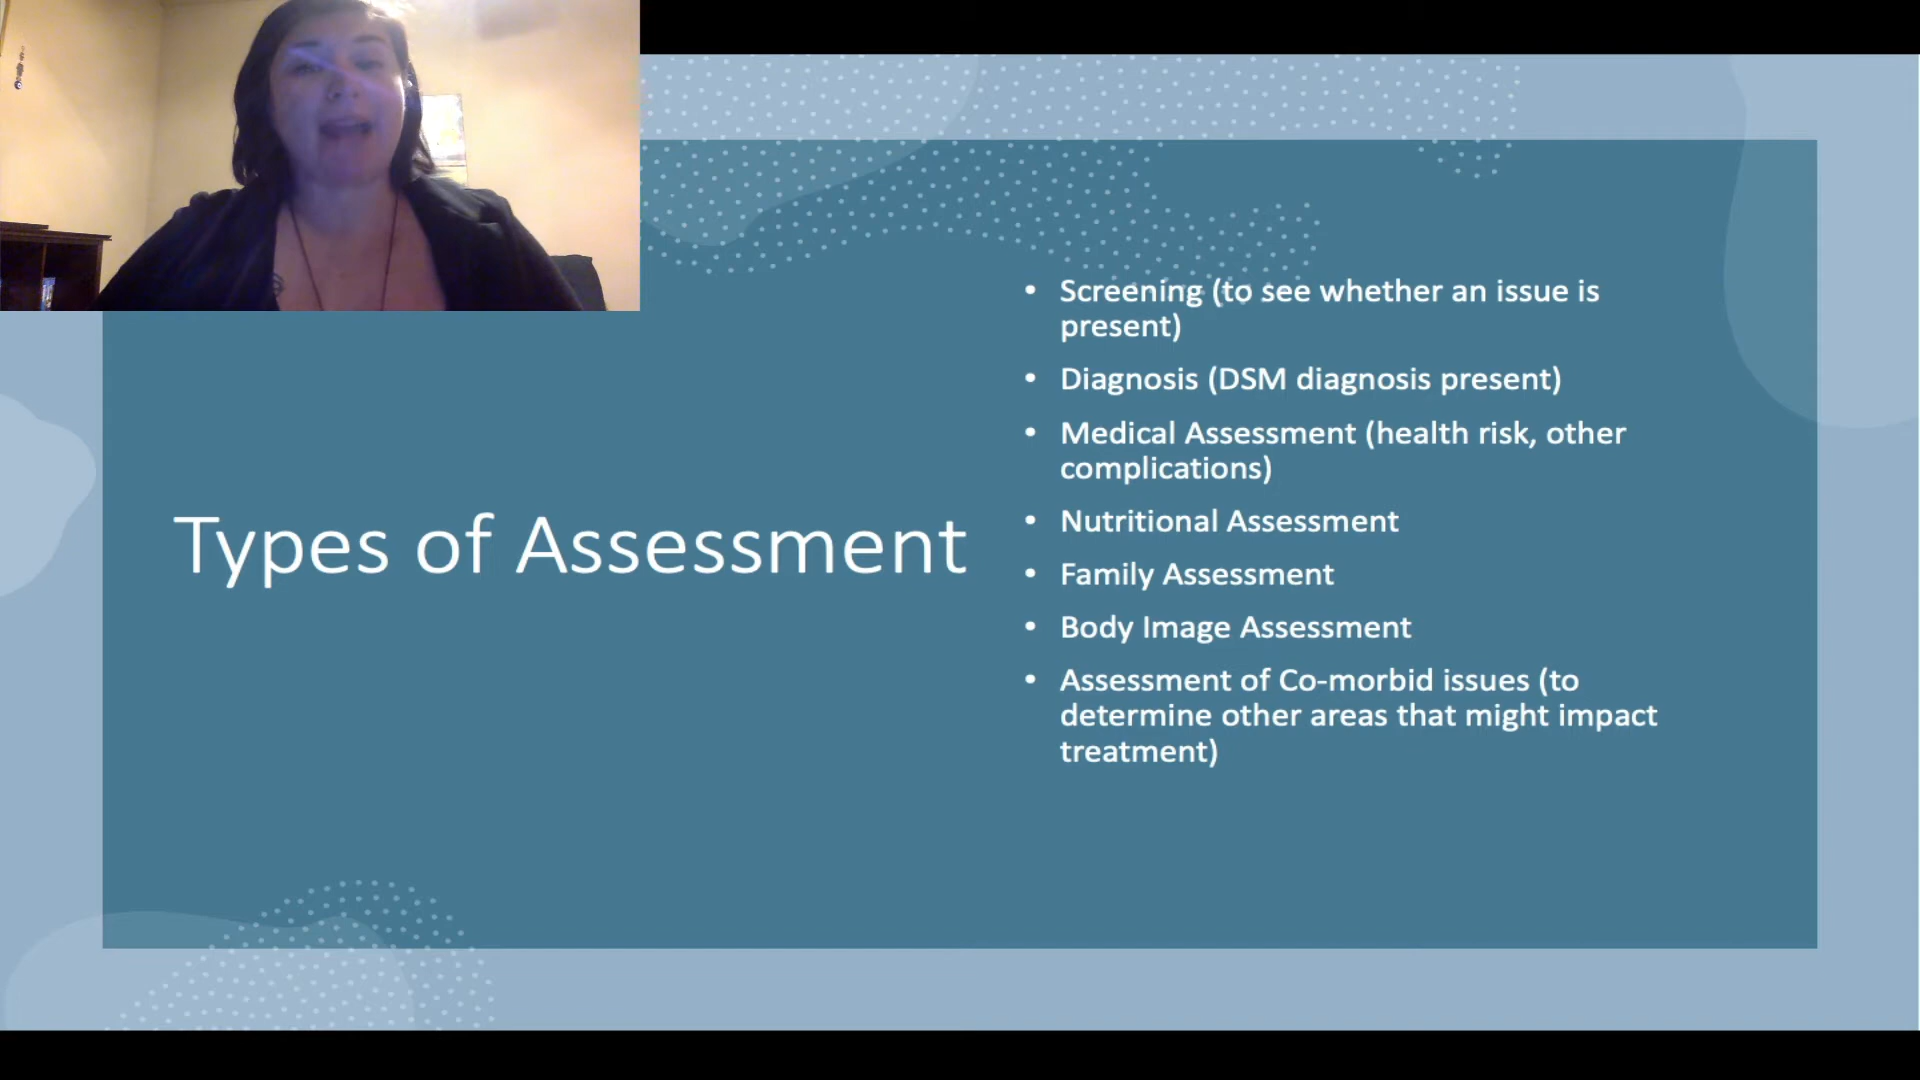 Types of Assessment
• Screening (to see whether an issue is
present)
• Diagnosis (DSM diagnosis present)
• Medical Assessment (health risk, other
complications)
• Nutritional Assessment
• Family Assessment
• Body Image Assessment
• Assessment of Co-morbid issues (to
determine other areas that might impact
treatment)